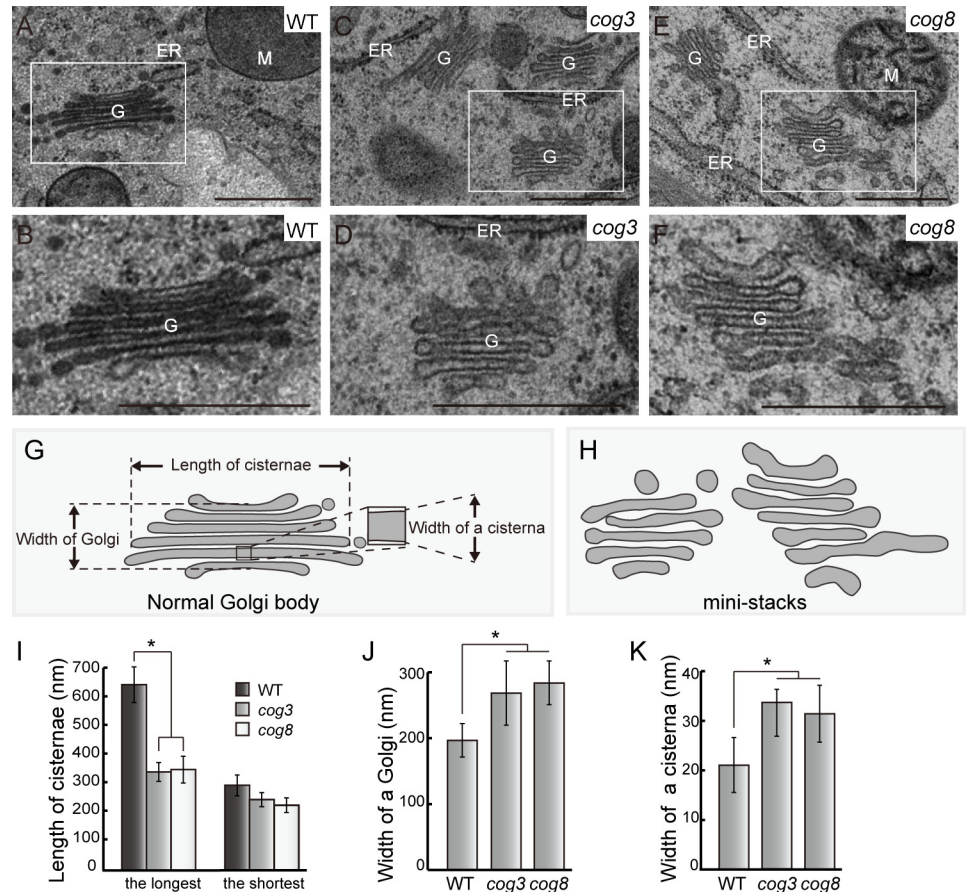 A
WT
ER
M
G
C
cog3
ER
G
G
ER
G
E
cog8
ER
G
M
G
ER
B
WT
G
D
cog3
ER
G
F
cog8
G
G
Length of cisternae
Width of Golgi
Width of a cisterna
Normal Golgi body
H
mini-stacks
I
Length of cisternae (nm)
700
600
500
400
300
200
100
0
*
WT
cog3
cog8
the longest
the shortest
J
Width of a Golgi (nm)
300
200
100
0
*
WT
cog3
cog8
K
Width of a cisterna (nm)
40
30
20
10
0
*
WT
cog3
cog8